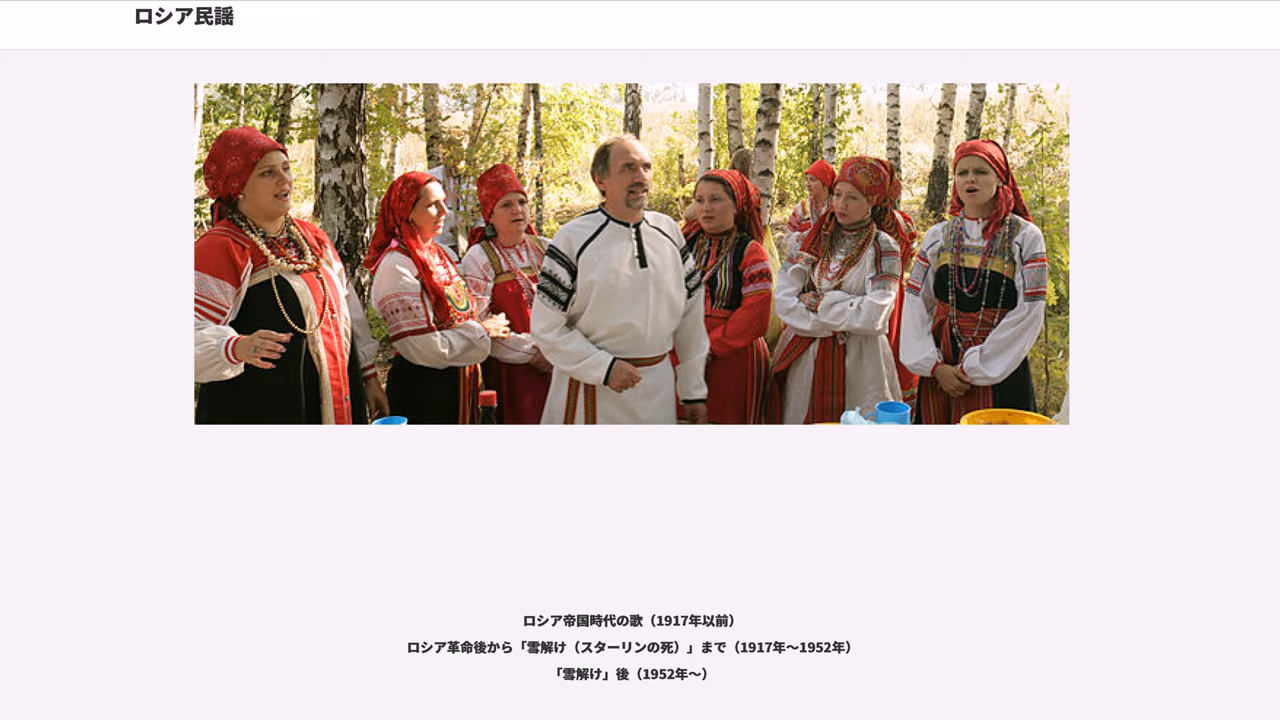 ロシア民謡
ロシア帝国時代の歌（1917年以前）
ロシア革命後から「雪解け（スターリンの死）」まで（1917年〜1952年）
「雪解け」後（1952年〜）